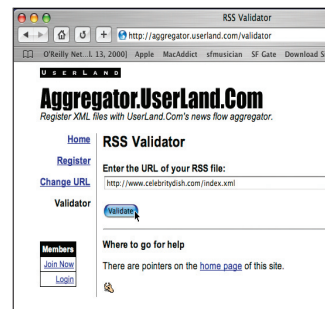 RSS Validator
http://aggregator.userland.com/validator
O'Reilly Net...l. 13, 2000] Apple MacAddict sfmusician SF Gate Download S
USERLAND
Aggregator.UserLand.Com
Register XML files with UserLand.Com's news flow aggregator.
Home
Register
Change URL
Validator
Members
Join Now
Login
RSS Validator
Enter the URL of your RSS file:
http://www.celebritydish.com/index.xml
Validate
Where to go for help
There are pointers on the home page of this site.